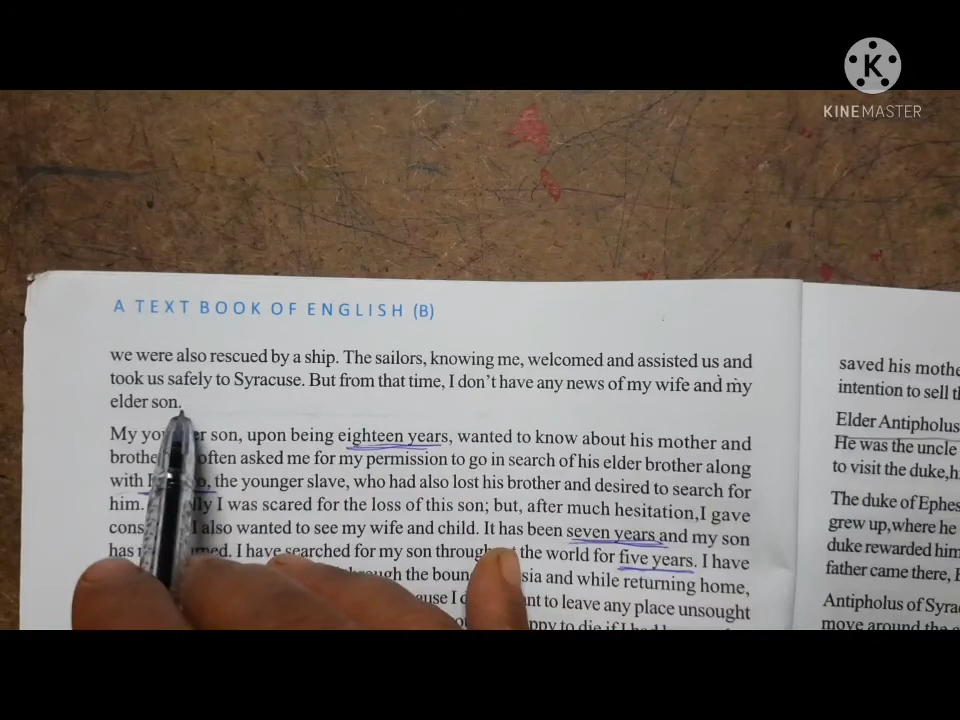 K
KINEMASTER
A TEXT BOOK OF ENGLISH (B)
we were also rescued by a ship. The sailors, knowing me, welcomed and assisted us and
took us safely to Syracuse. But from that time, I don't have any news of my wife and my
elder son.
My son, upon being eighteen years, wanted to know about his mother and
often asked me for my permission to go in search of his elder brother along
with the younger slave, who had also lost his brother and desired to search for
him. I was scared for the loss of this son; but, after much hesitation,I gave
I also wanted to see my wife and child. It has been seven years and my son
has I have searched for my son the world for five years. I have
the and while returning home,
to leave any place unsought
to die if I had
saved his mothe
intention to sell th
Elder Antipholus
He was the uncle
to visit the duke,h
The duke of Ephes
grew up,where he
duke rewarded him
father came there, E
Antipholus of Syra
move around the